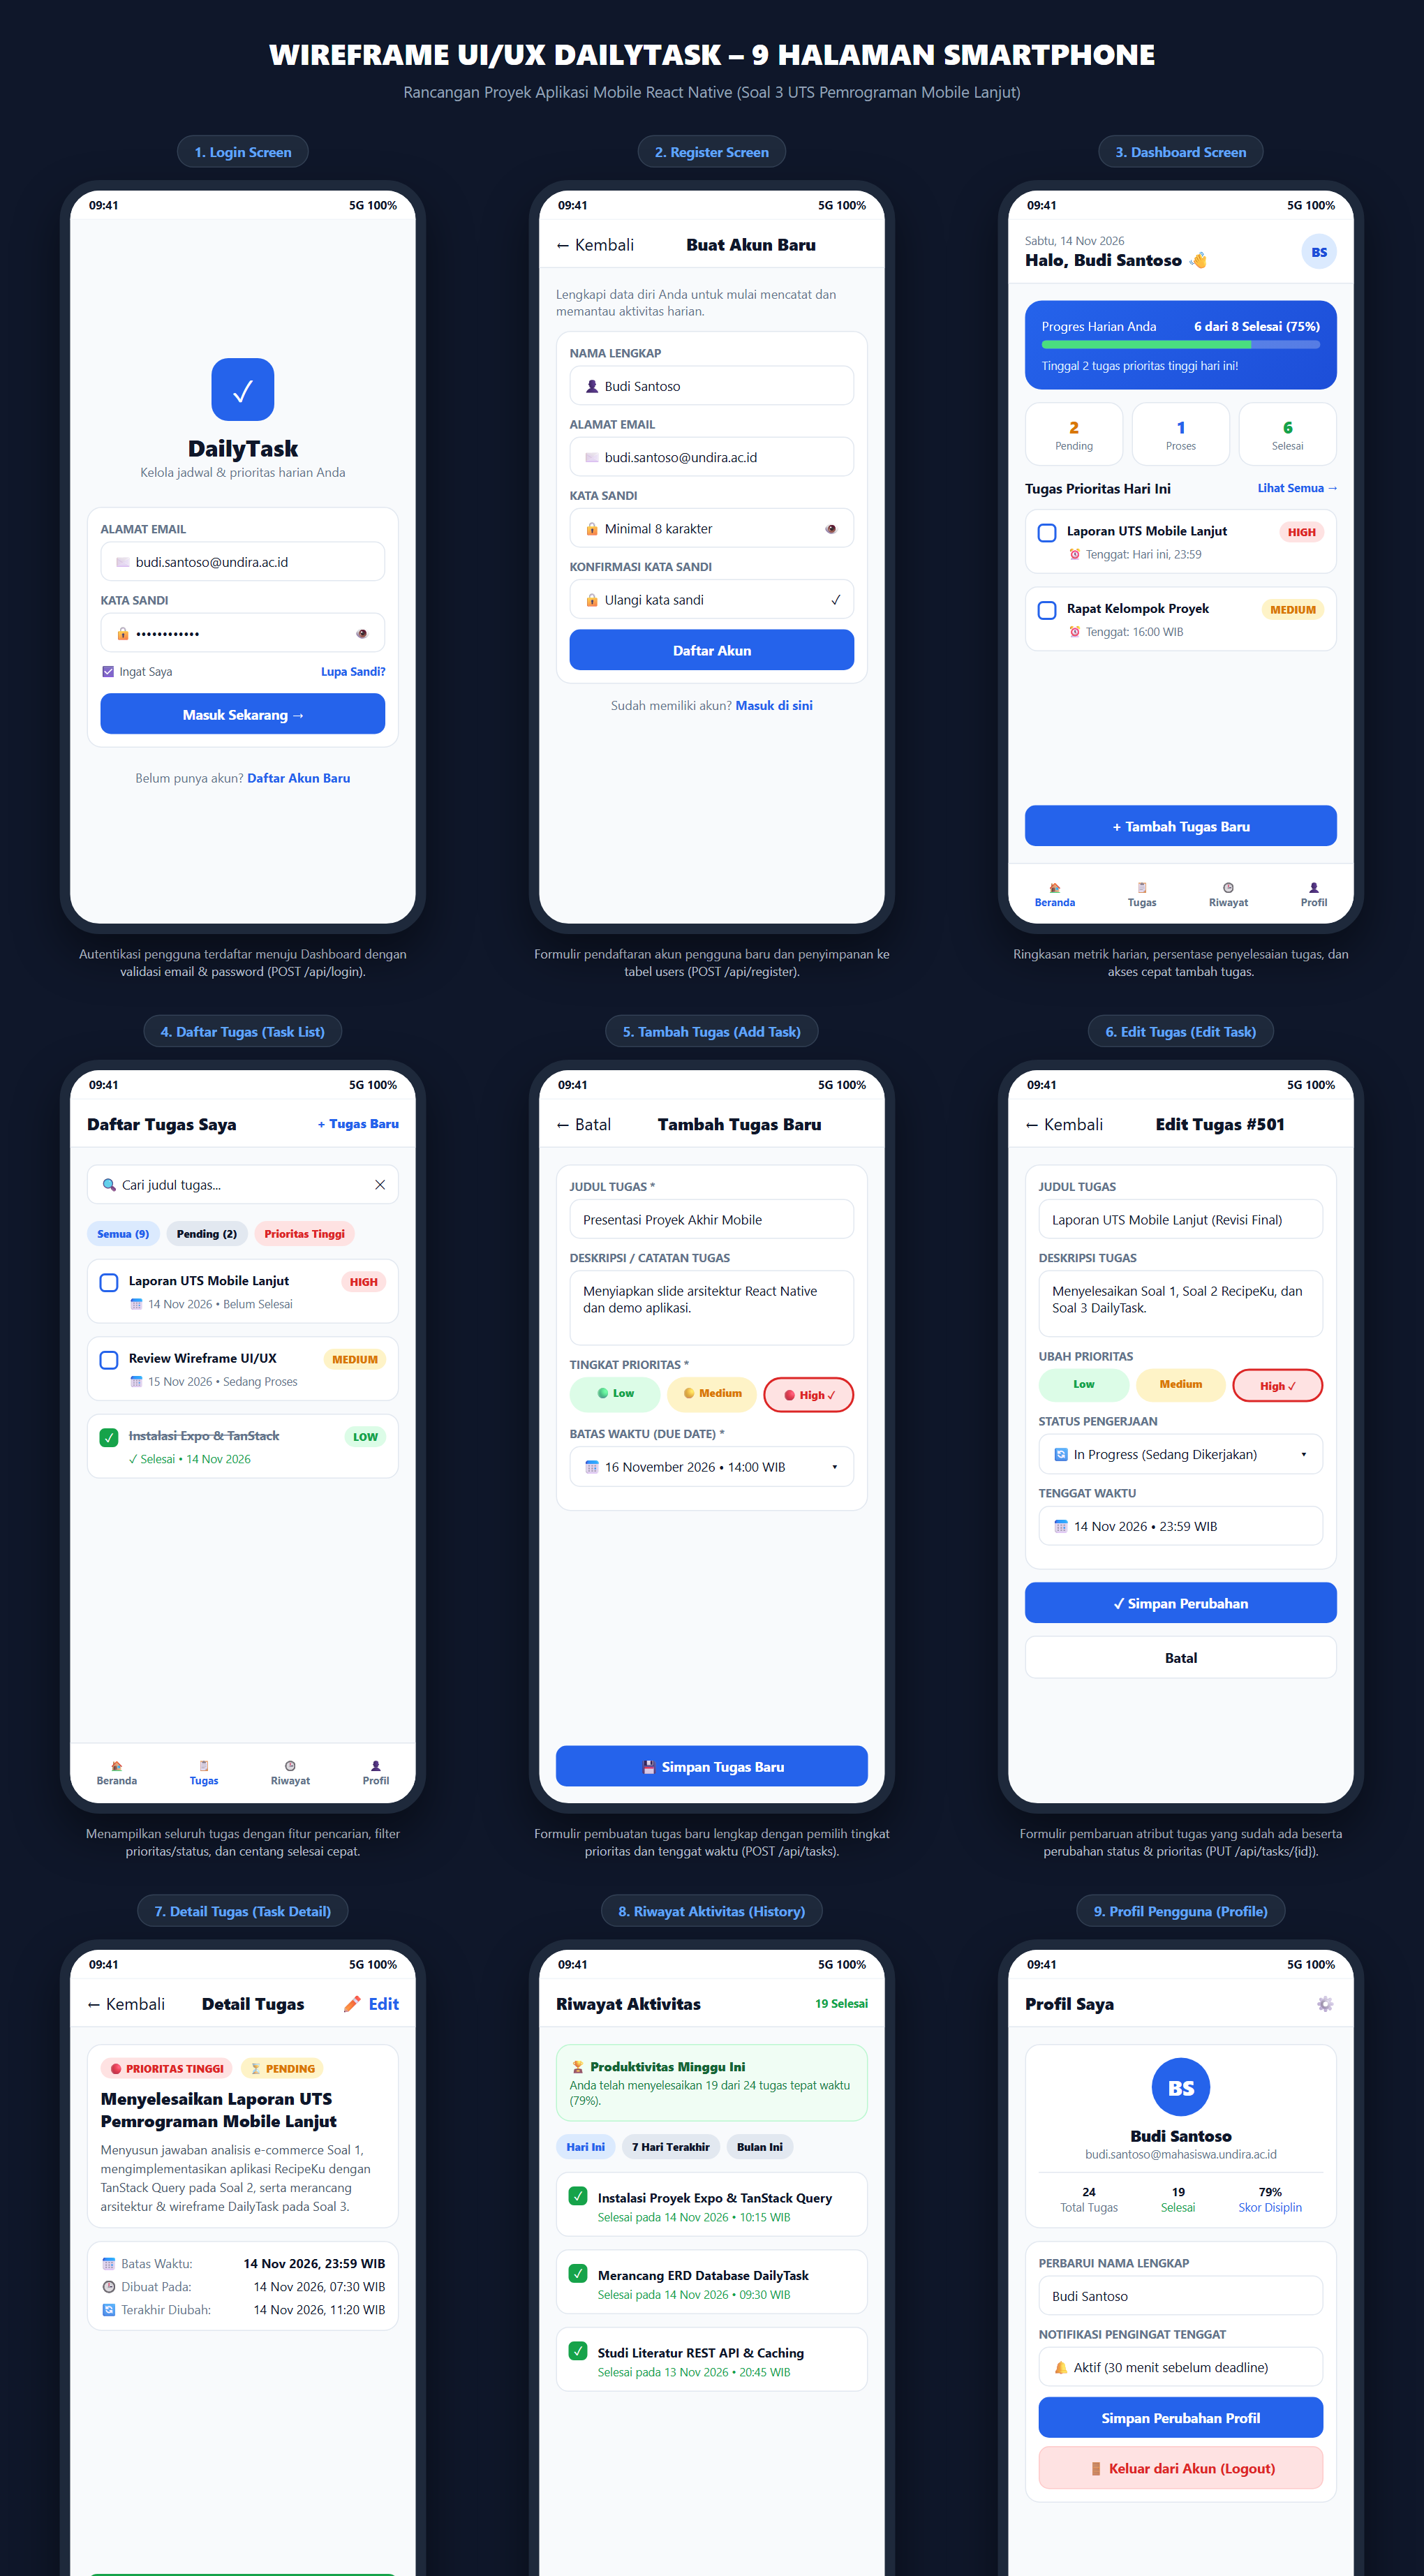 WIREFRAME UI/UX DAILYTASK – 9 HALAMAN SMARTPHONE
Rancangan Proyek Aplikasi Mobile React Native (Soal 3 UTS Pemrograman Mobile Lanjut)
1. Login Screen
09:41 5G 100%
✓
DailyTask
Kelola jadwal & prioritas harian Anda
ALAMAT EMAIL
budi.santoso@undira.ac.id
KATA SANDI
••••••••••••
Ingat Saya Lupa Sandi?
Masuk Sekarang →
Belum punya akun? Daftar Akun Baru
Autentikasi pengguna terdaftar menuju Dashboard dengan
validasi email & password (POST /api/login).
2. Register Screen
09:41 5G 100%
← Kembali Buat Akun Baru
Lengkapi data diri Anda untuk mulai mencatat dan
memantau aktivitas harian.
NAMA LENGKAP
Budi Santoso
ALAMAT EMAIL
budi.santoso@undira.ac.id
KATA SANDI
Minimal 8 karakter
KONFIRMASI KATA SANDI
Ulangi kata sandi ✓
Daftar Akun
Sudah memiliki akun? Masuk di sini
Formulir pendaftaran akun pengguna baru dan penyimpanan ke
tabel users (POST /api/register).
3. Dashboard Screen
09:41 5G 100%
Sabtu, 14 Nov 2026
Halo, Budi Santoso 👋
BS
Progres Harian Anda 6 dari 8 Selesai (75%)
Tinggal 2 tugas prioritas tinggi hari ini!
2 1 6
Pending Proses Selesai
Tugas Prioritas Hari Ini Lihat Semua →
Laporan UTS Mobile Lanjut HIGH
Tenggat: Hari ini, 23:59
Rapat Kelompok Proyek MEDIUM
Tenggat: 16:00 WIB
+ Tambah Tugas Baru
Beranda Tugas Riwayat Profil
Ringkasan metrik harian, persentase penyelesaian tugas, dan
akses cepat tambah tugas.
4. Daftar Tugas (Task List)
09:41 5G 100%
Daftar Tugas Saya + Tugas Baru
Cari judul tugas... ✕
Semua (9) Pending (2) Prioritas Tinggi
Laporan UTS Mobile Lanjut HIGH
14 Nov 2026 • Belum Selesai
Review Wireframe UI/UX MEDIUM
15 Nov 2026 • Sedang Proses
Instalasi Expo & TanStack LOW
✓ Selesai • 14 Nov 2026
Beranda Tugas Riwayat Profil
Menampilkan seluruh tugas dengan fitur pencarian, filter
prioritas/status, dan centang selesai cepat.
5. Tambah Tugas (Add Task)
09:41 5G 100%
← Batal Tambah Tugas Baru
JUDUL TUGAS *
Presentasi Proyek Akhir Mobile
DESKRIPSI / CATATAN TUGAS
Menyiapkan slide arsitektur React Native
dan demo aplikasi.
TINGKAT PRIORITAS *
Low Medium High ✓
BATAS WAKTU (DUE DATE) *
16 November 2026 • 14:00 WIB
Simpan Tugas Baru
Formulir pembuatan tugas baru lengkap dengan pemilih tingkat
prioritas dan tenggat waktu (POST /api/tasks).
6. Edit Tugas (Edit Task)
09:41 5G 100%
← Kembali Edit Tugas #501
JUDUL TUGAS
Laporan UTS Mobile Lanjut (Revisi Final)
DESKRIPSI TUGAS
Menyelesaikan Soal 1, Soal 2 RecipeKu, dan
Soal 3 DailyTask.
UBAH PRIORITAS
Low Medium High ✓
STATUS PENGERJAAN
In Progress (Sedang Dikerjakan)
TENGGAT WAKTU
14 Nov 2026 • 23:59 WIB
✓ Simpan Perubahan
Batal
Formulir pembaruan atribut tugas yang sudah ada beserta
perubahan status & prioritas (PUT /api/tasks/{id}).
7. Detail Tugas (Task Detail)
09:41 5G 100%
← Kembali Detail Tugas Edit
PRIORITAS TINGGI PENDING
Menyelesaikan Laporan UTS
Pemrograman Mobile Lanjut
Menyusun jawaban analisis e-commerce Soal 1,
mengimplementasikan aplikasi RecipeKu dengan
TanStack Query pada Soal 2, serta merancang
arsitektur & wireframe DailyTask pada Soal 3.
Batas Waktu: 14 Nov 2026, 23:59 WIB
Dibuat Pada: 14 Nov 2026, 07:30 WIB
Terakhir Diubah: 14 Nov 2026, 11:20 WIB
8. Riwayat Aktivitas (History)
09:41 5G 100%
Riwayat Aktivitas 19 Selesai
Produktivitas Minggu Ini
Anda telah menyelesaikan 19 dari 24 tugas tepat waktu
(79%).
Hari Ini 7 Hari Terakhir Bulan Ini
Instalasi Proyek Expo & TanStack Query
Selesai pada 14 Nov 2026 • 10:15 WIB
Merancang ERD Database DailyTask
Selesai pada 14 Nov 2026 • 09:30 WIB
Studi Literatur REST API & Caching
Selesai pada 13 Nov 2026 • 20:45 WIB
9. Profil Pengguna (Profile)
09:41 5G 100%
Profil Saya
BS
Budi Santoso
budi.santoso@mahasiswa.undira.ac.id
24 19 79%
Total Tugas Selesai Skor Disiplin
PERBARUI NAMA LENGKAP
Budi Santoso
NOTIFIKASI PENGINGAT TENGGAT
Aktif (30 menit sebelum deadline)
Simpan Perubahan Profil
Keluar dari Akun (Logout)